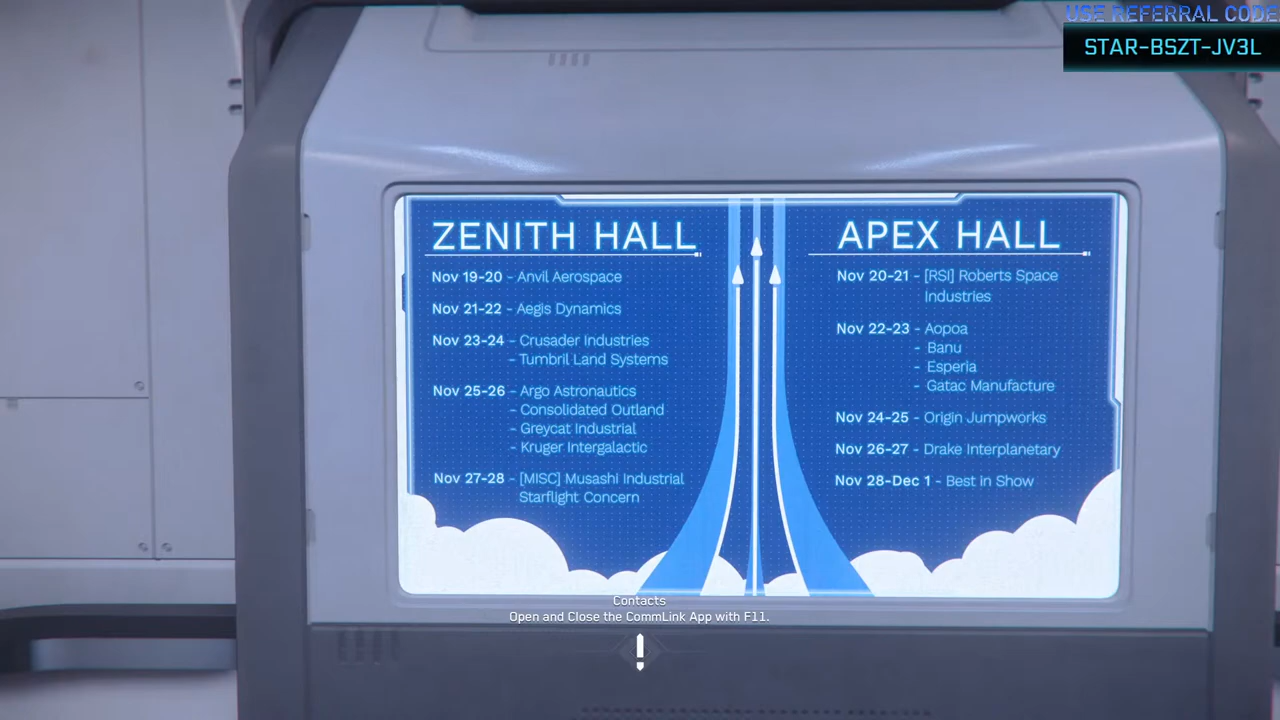 USE REFERRAL CODE
STAR-BSZT-JV3L
ZENITH HALL
Nov 19-20 - Anvil Aerospace
Nov 21-22 - Aegis Dynamics
Nov 23-24 - Crusader Industries
- Tumbril Land Systems
Nov 25-26 - Argo Astronautics
- Consolidated Outland
- Greycat Industrial
- Kruger Intergalactic
Nov 27-28 - [MISC] Musashi Industrial
Starflight Concern
APEX HALL
Nov 20-21 - [RSI] Roberts Space
Industries
Nov 22-23 - Aopoa
- Banu
- Esperia
- Gatac Manufacture
Nov 24-25 - Origin Jumpworks
Nov 26-27 - Drake Interplanetary
Nov 28-Dec 1 - Best in Show
Contacts
Open and Close the CommLink App with F11.